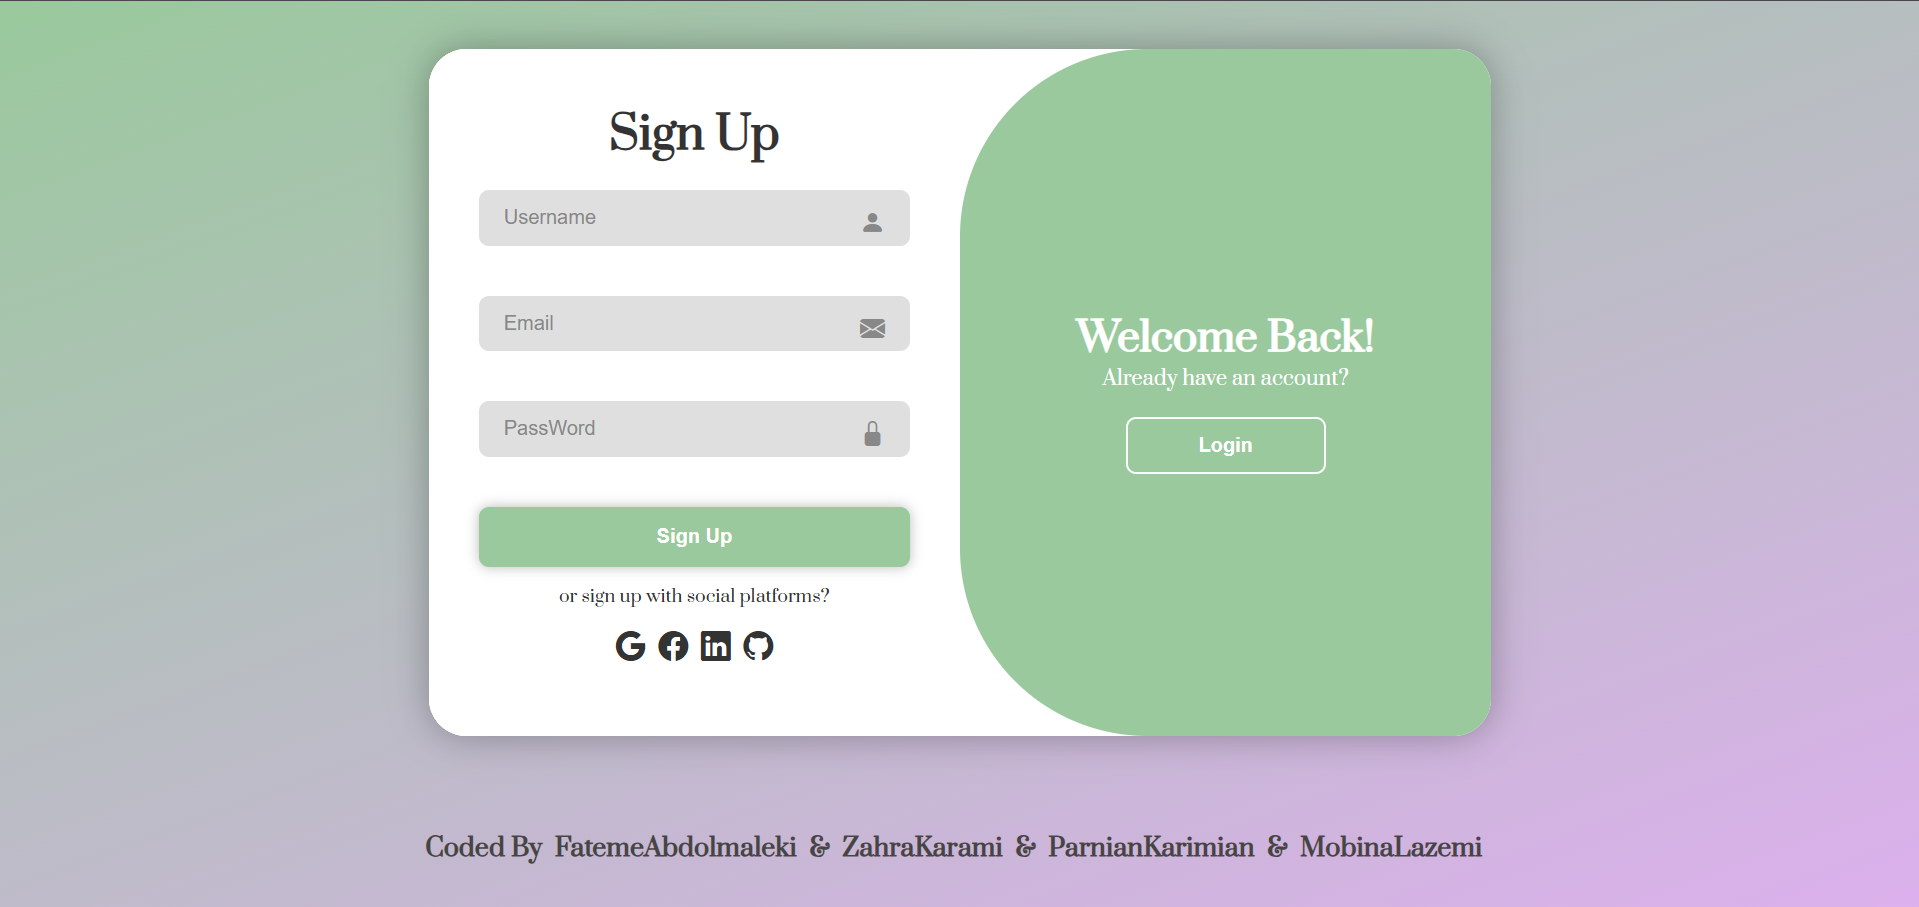 Sign Up
Username
Email
PassWord
Sign Up
or sign up with social platforms?
Welcome Back!
Already have an account?
Login
Coded By FatemeAbdolmaleki & ZahraKarami & ParnianKarimian & MobinaLazemi